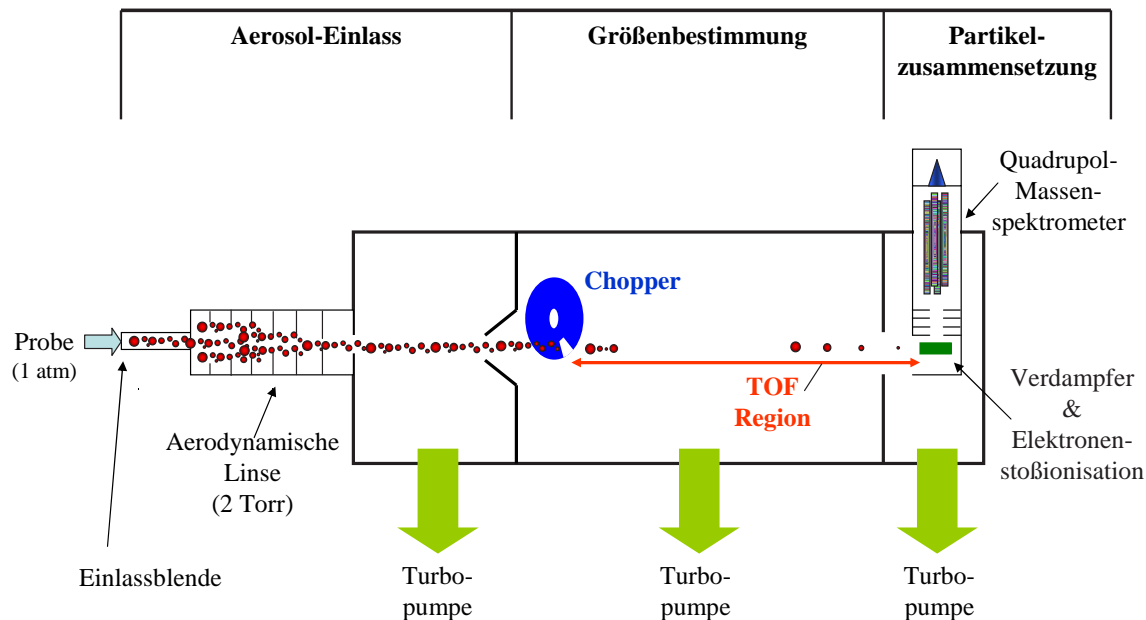 Aerosol-Einlass
Größenbestimmung
Partikel-
zusammensetzung
Quadrupol-
Massen-
spektrometer
Chopper
Probe
(1 atm)
TOF
Region
Verdampfer
&
Elektronen-
stoßionisation
Aerodynamische
Linse
(2 Torr)
Einlassblende
Turbo-
pumpe
Turbo-
pumpe
Turbo-
pumpe